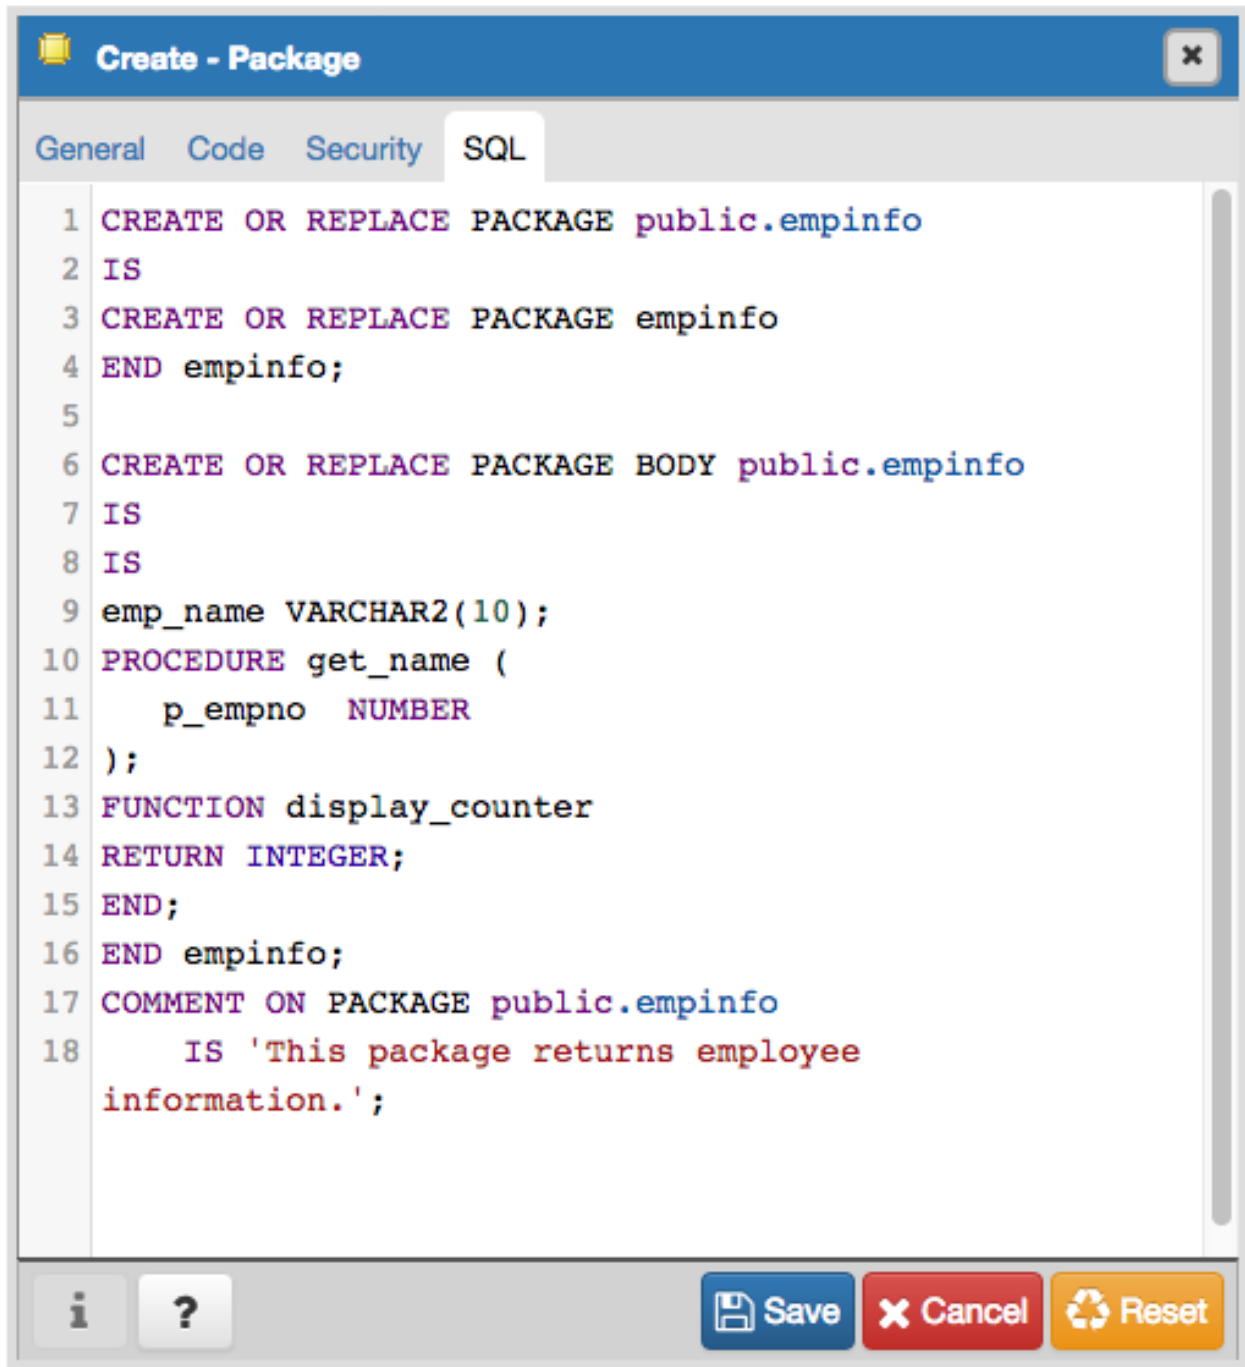 Create - Package
General Code Security SQL
1 CREATE OR REPLACE PACKAGE public.empinfo
2 IS
3 CREATE OR REPLACE PACKAGE empinfo
4 END empinfo;
5
6 CREATE OR REPLACE PACKAGE BODY public.empinfo
7 IS
8 IS
9 emp_name VARCHAR2(10);
10 PROCEDURE get_name (
11    p_empno  NUMBER
12 );
13 FUNCTION display_counter
14 RETURN INTEGER;
15 END;
16 END empinfo;
17 COMMENT ON PACKAGE public.empinfo
18     IS 'This package returns employee
information.';
i ? Save Cancel Reset